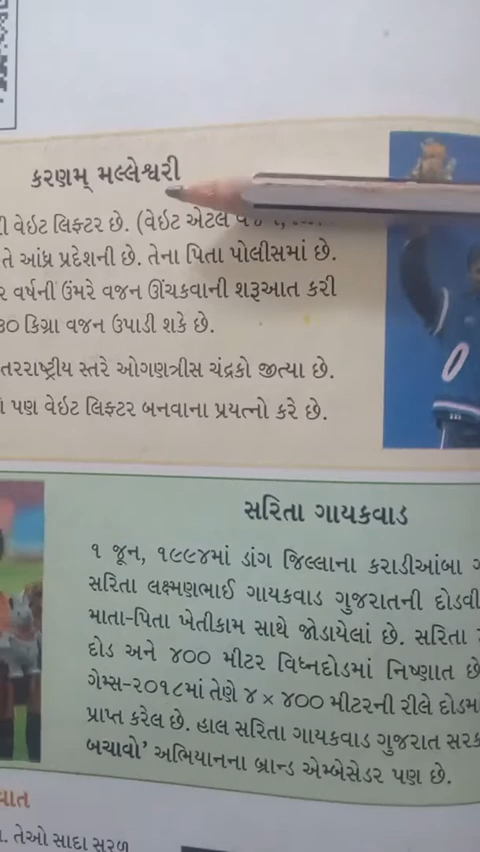 કરણમ્ મલ્લેશ્વરી
વેઇટ લિફ્ટર છે. (વેઇટ એટલે
તે આંધ્ર પ્રદેશની છે. તેના પિતા પોલીસમાં છે.
વર્ષની ઉંમરે વજન ઊંચકવાની શરૂઆત કરી
૩૦ કિગ્રા વજન ઉપાડી શકે છે.
તરરાષ્ટ્રીય સ્તરે ઓગણત્રીસ ચંદ્રકો જીત્યા છે.
પણ વેઇટ લિફ્ટર બનવાના પ્રયત્નો કરે છે.
સરિતા ગાયકવાડ
૧ જૂન, ૧૯૯૪માં ડાંગ જિલ્લાના કરાડીઆંબા
સરિતા લક્ષ્મણભાઈ ગાયકવાડ ગુજરાતની દોડવી
માતા-પિતા ખેતીકામ સાથે જોડાયેલાં છે. સરિતા
દોડ અને ૪૦૦ મીટર વિઘ્નદોડમાં નિષ્ણાત છે
ગેમ્સ-૨૦૧૮માં તેણે ૪ × ૪૦૦ મીટરની રીલે દોડમાં
પ્રાપ્ત કરેલ છે. હાલ સરિતા ગાયકવાડ ગુજરાત સરક
બચાવો’ અભિયાનના બ્રાન્ડ એમ્બેસેડર પણ છે.
વાત
. તેઓ સાદા સરળ